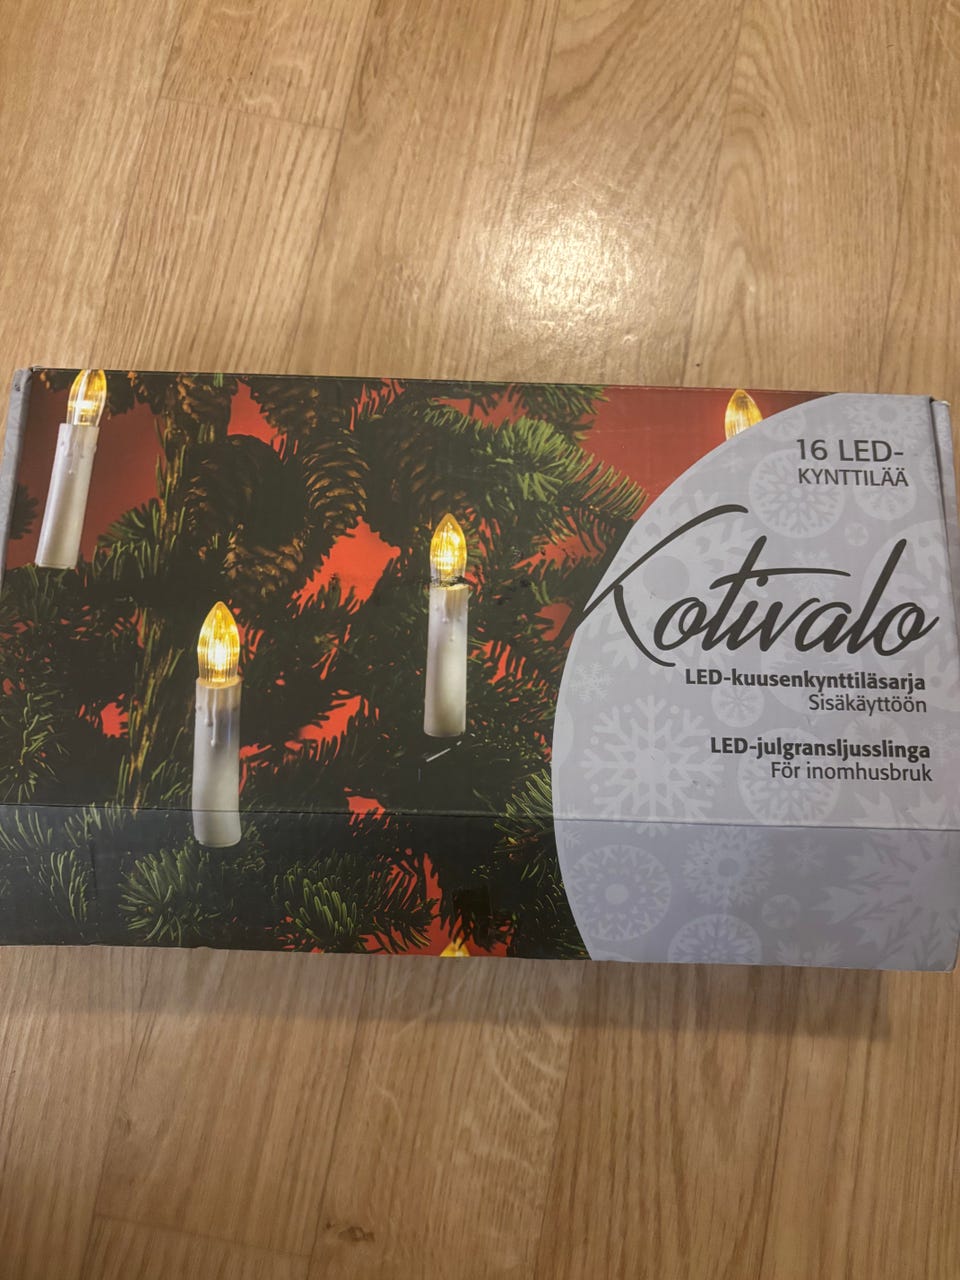 16 LED-
KYNTTILÄÄ
Kotivalo
LED-kuusenkynttiläsarja
Sisäkäyttöön
LED-julgransljusslinga
För inomhusbruk